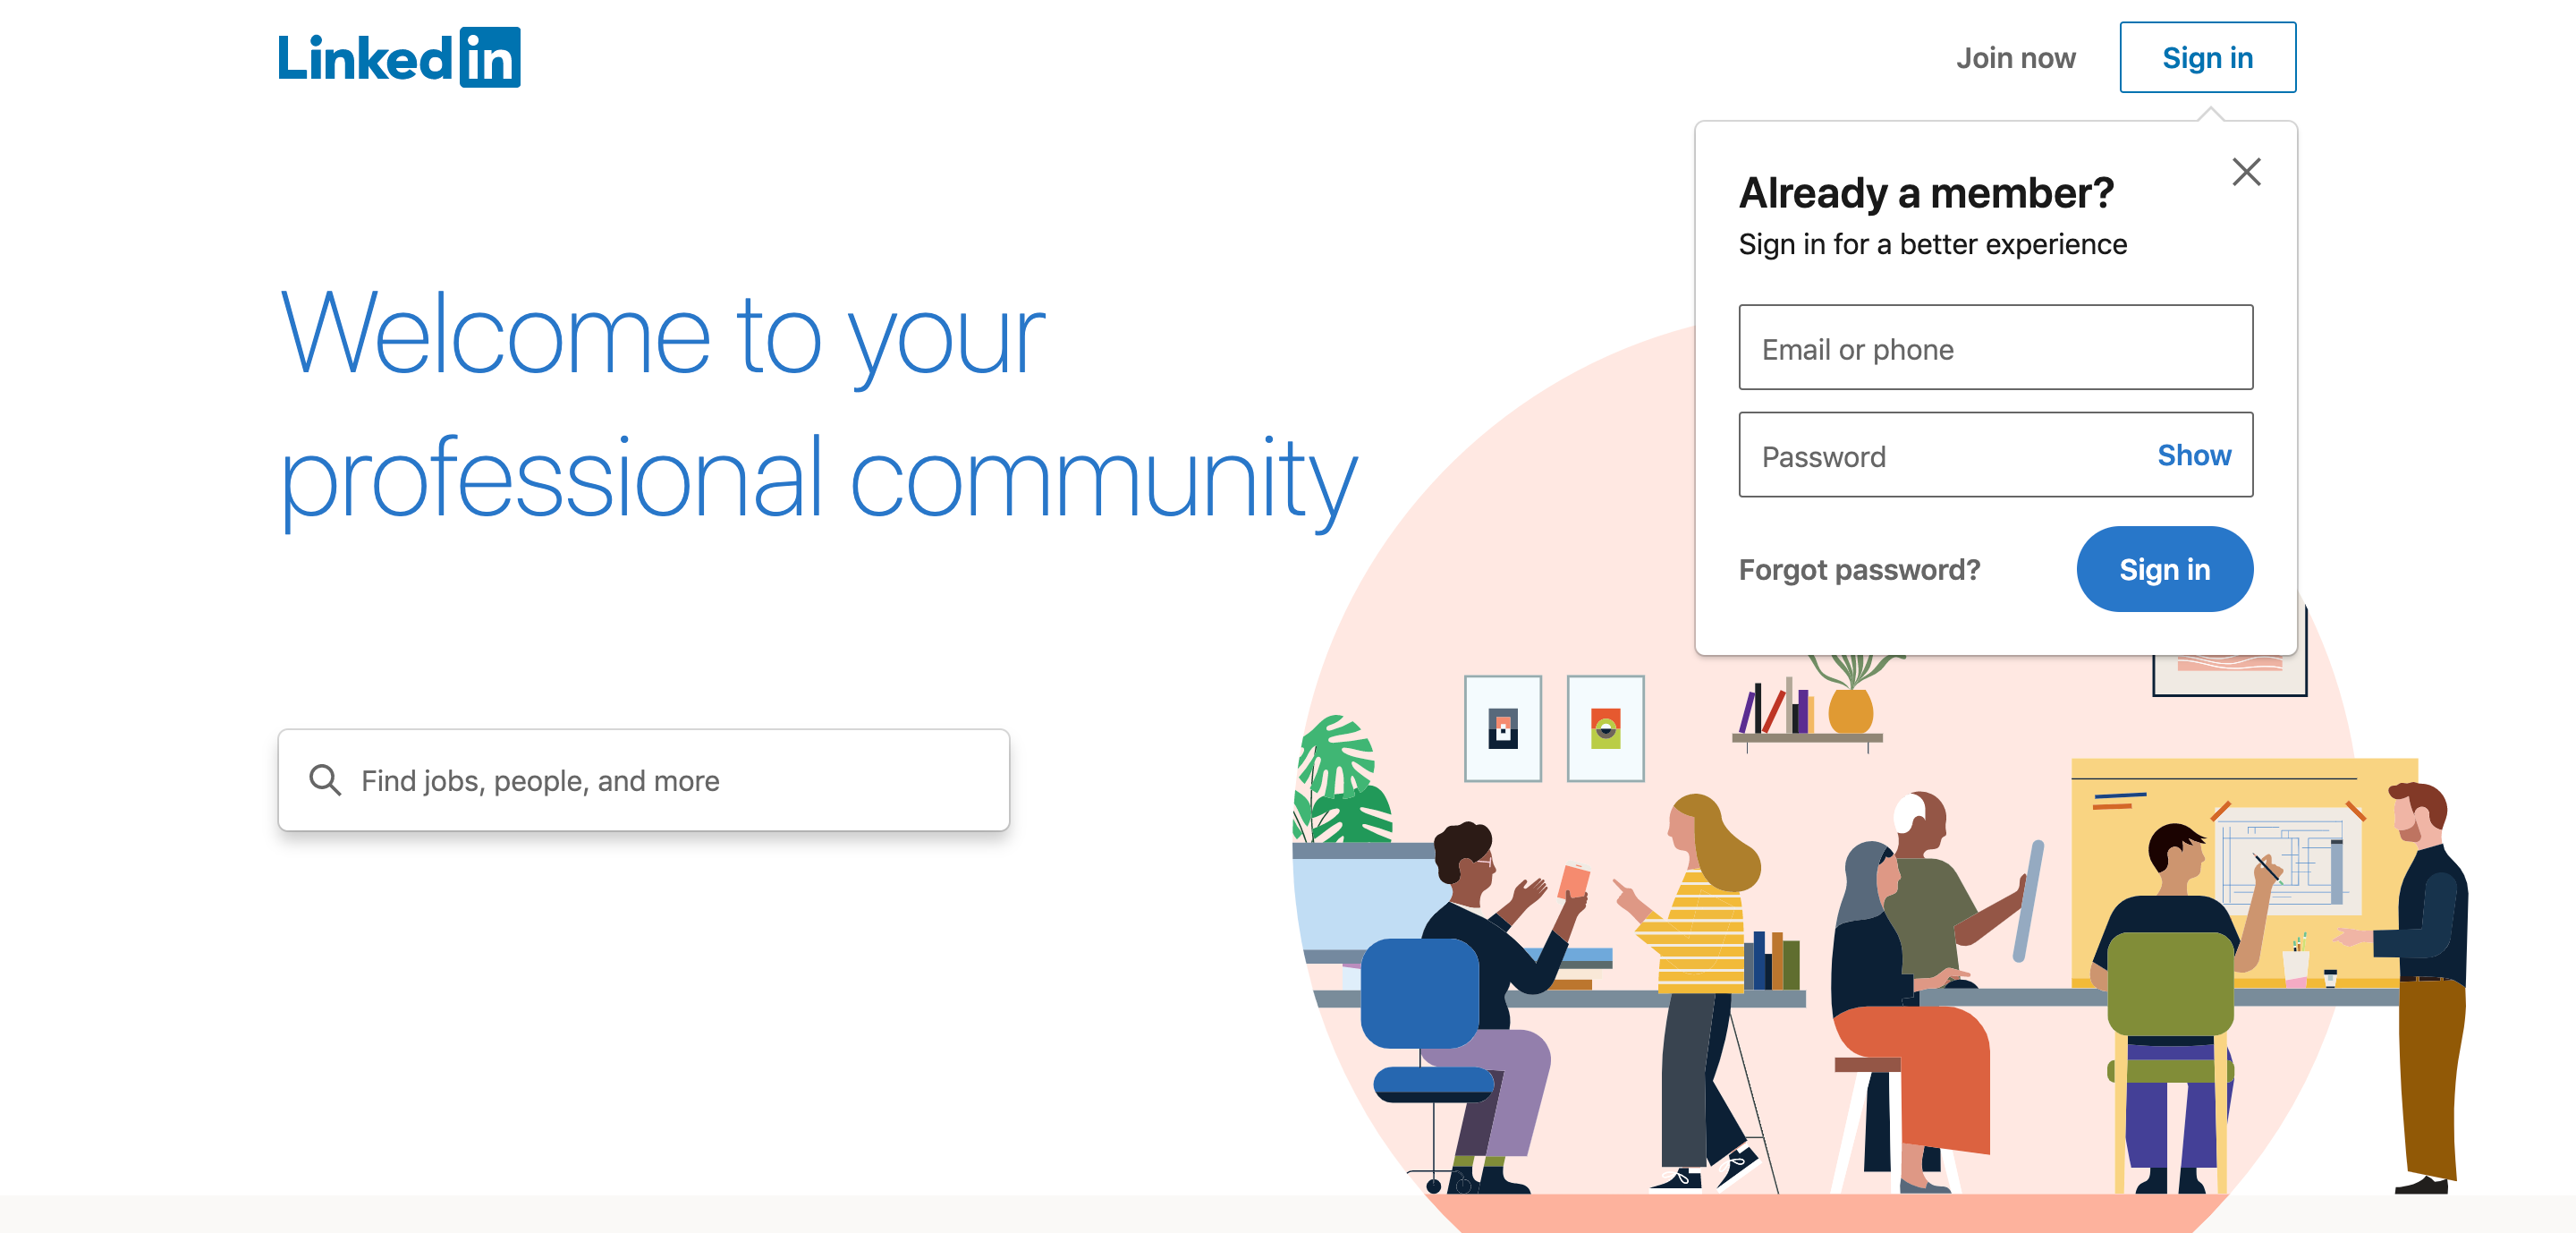 Linkedin
Join now
Sign in
Already a member?
Sign in for a better experience
Email or phone
Password
Show
Forgot password?
Sign in
Welcome to your
professional community
Find jobs, people, and more